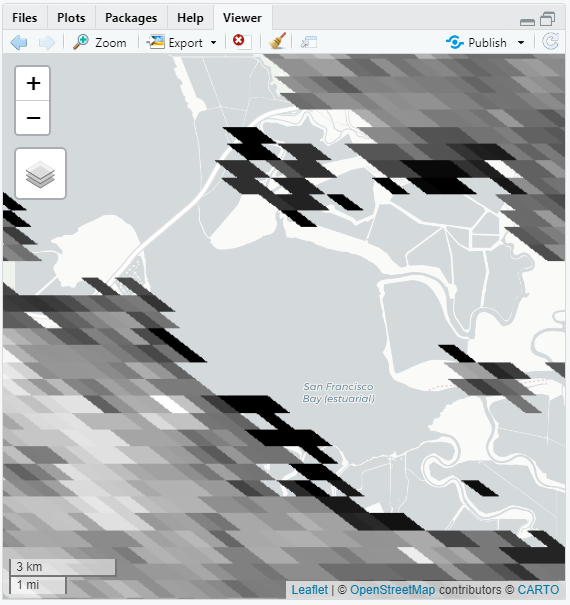 Files Plots Packages Help Viewer
Zoom Export Publish
+
−
San Francisco
Bay (estuarial)
3 km
1 mi
Leaflet | © OpenStreetMap contributors © CARTO